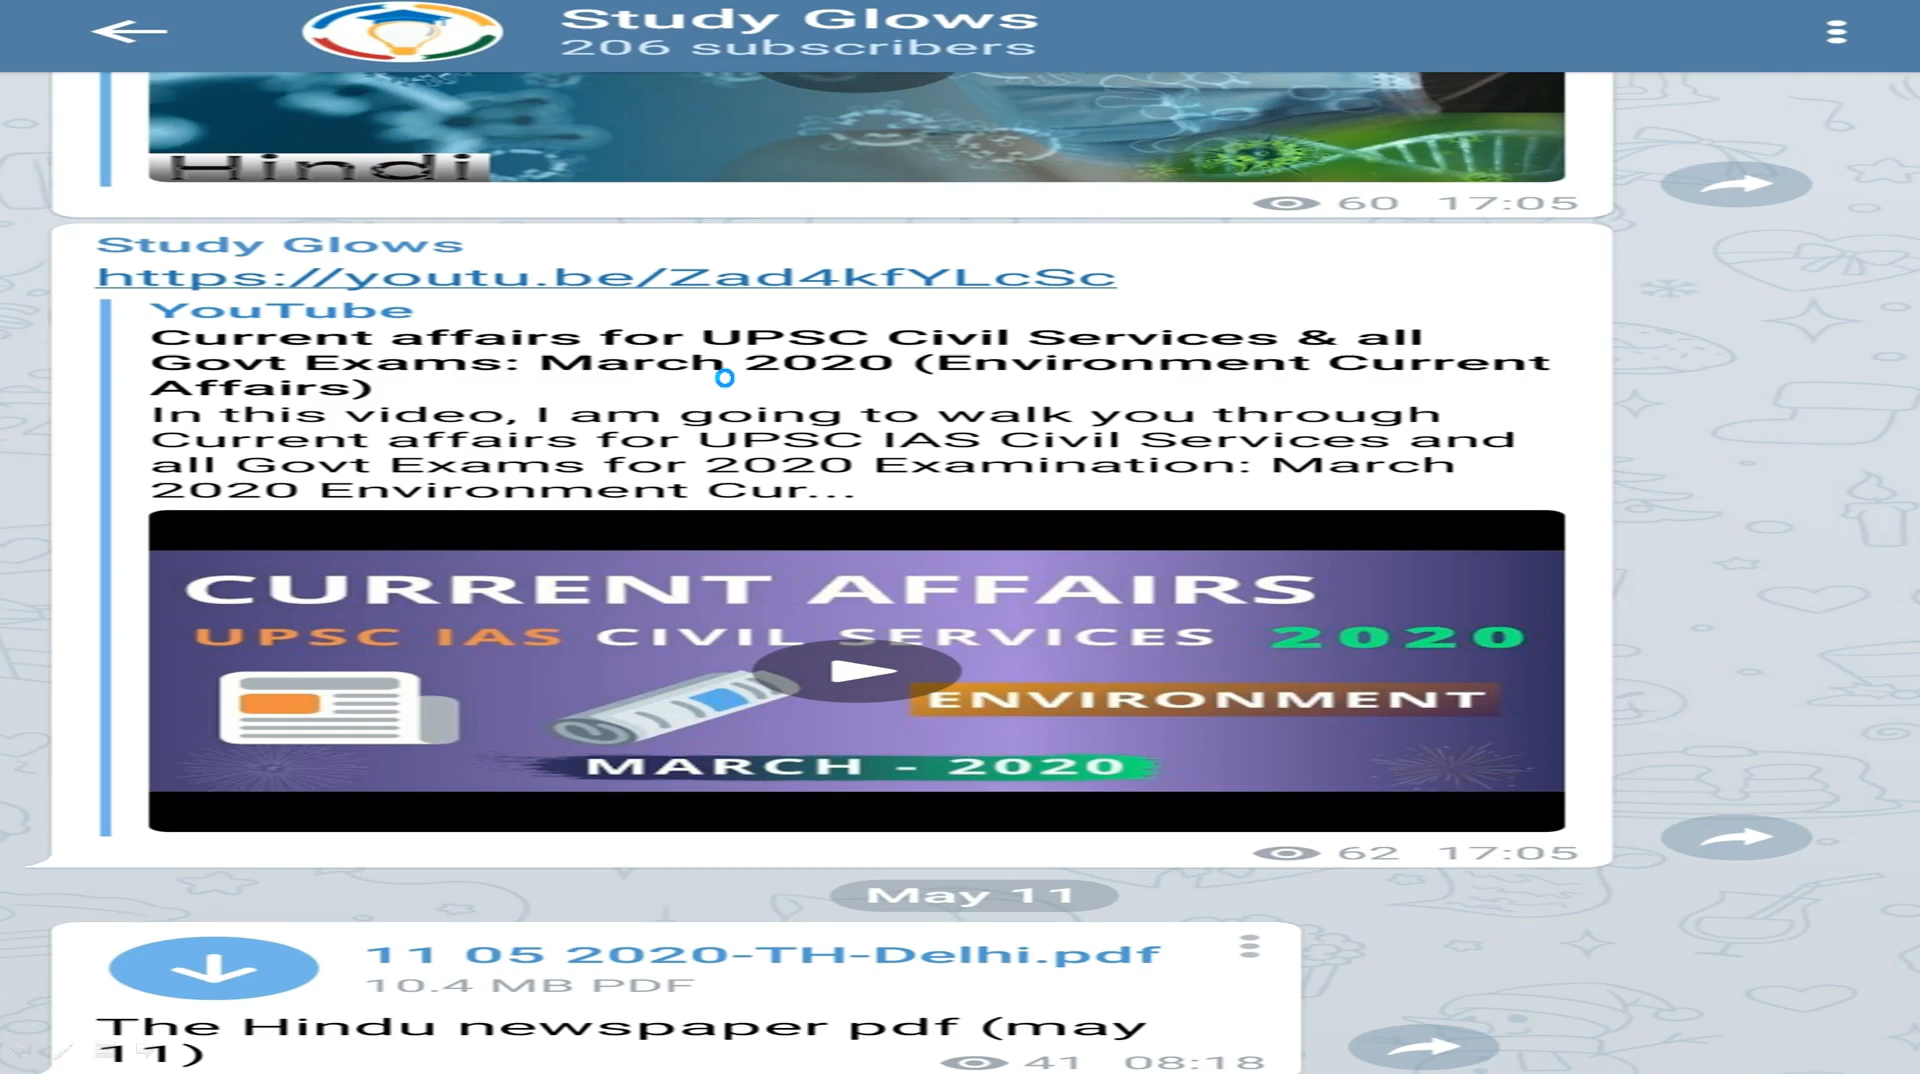 Study Glows
206 subscribers
Hindi
60 17:05
Study Glows
https://youtu.be/Zad4kfYLcSc
YouTube
Current affairs for UPSC Civil Services & all
Govt Exams: March 2020 (Environment Current
Affairs)
In this video, I am going to walk you through
Current affairs for UPSC IAS Civil Services and
all Govt Exams for 2020 Examination: March
2020 Environment Cur...
CURRENT AFFAIRS
UPSC IAS CIVIL SERVICES 2020
ENVIRONMENT
MARCH - 2020
62 17:05
May 11
11 05 2020-TH-Delhi.pdf
10.4 MB PDF
The Hindu newspaper pdf (may
11)
41 08:18